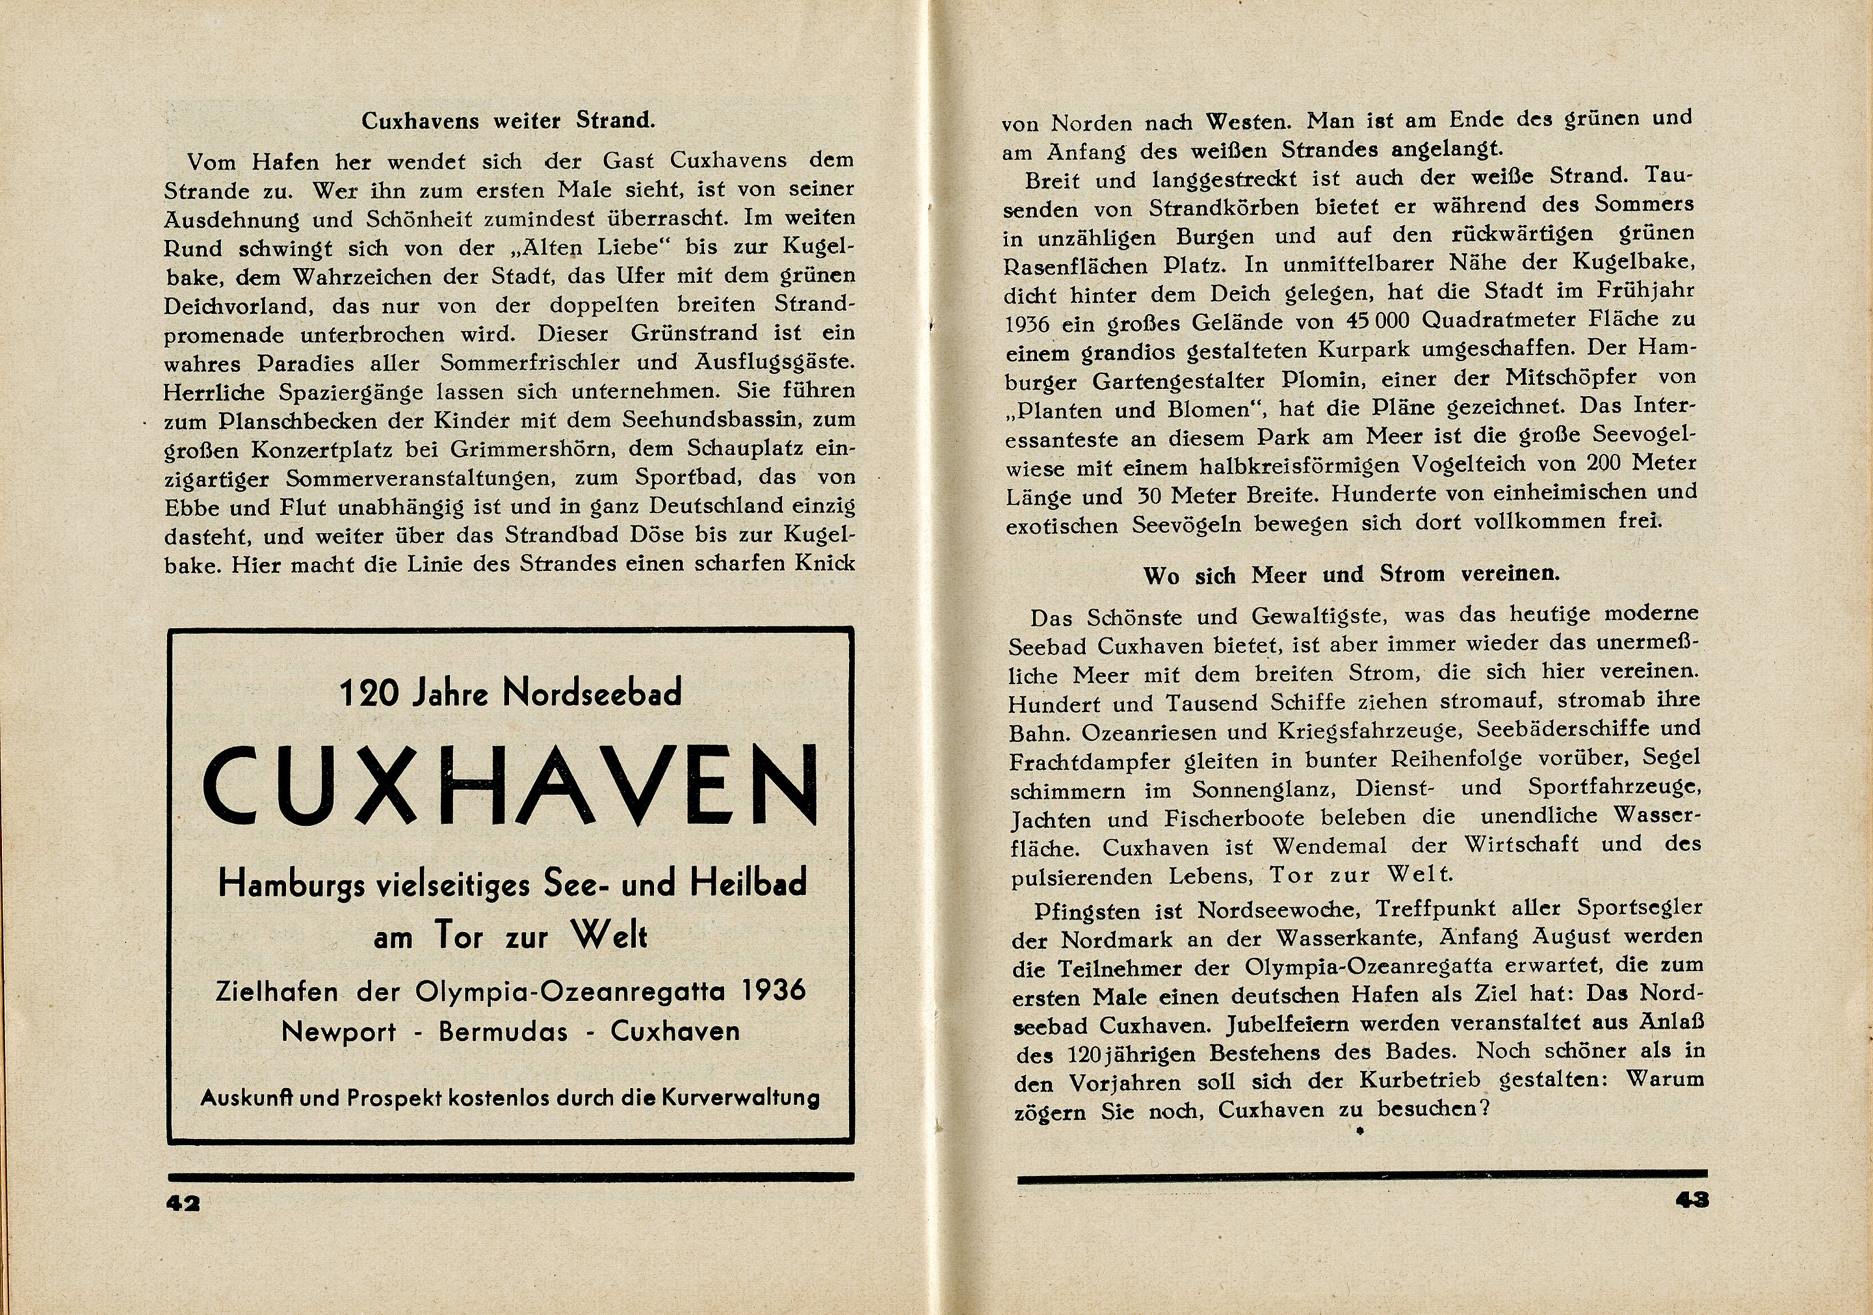 Cuxhavens weiter Strand.
Vom Hafen her wendet sich der Gast Cuxhavens dem
Strande zu. Wer ihn zum ersten Male sieht, ist von seiner
Ausdehnung und Schönheit zumindest überrascht. Im weiten
Rund schwingt sich von der „Alten Liebe“ bis zur Kugel-
bake, dem Wahrzeichen der Stadt, das Ufer mit dem grünen
Deichvorland, das nur von der doppelten breiten Strand-
promenade unterbrochen wird. Dieser Grünstrand ist ein
wahres Paradies aller Sommerfrischler und Ausflugsgäste.
Herrliche Spaziergänge lassen sich unternehmen. Sie führen
zum Planschbecken der Kinder mit dem Seehundsbassin, zum
großen Konzertplatz bei Grimmershörn, dem Schauplatz ein-
zigartiger Sommerveranstaltungen, zum Sportbad, das von
Ebbe und Flut unabhängig ist und in ganz Deutschland einzig
dasteht, und weiter über das Strandbad Döse bis zur Kugel-
bake. Hier macht die Linie des Strandes einen scharfen Knick
120 Jahre Nordseebad
CUXHAVEN
Hamburgs vielseitiges See- und Heilbad
am Tor zur Welt
Zielhafen der Olympia-Ozeanregatta 1936
Newport - Bermudas - Cuxhaven
Auskunft und Prospekt kostenlos durch die Kurverwaltung
42
von Norden nach Westen. Man ist am Ende des grünen und
am Anfang des weißen Strandes angelangt.
Breit und langgestreckt ist auch der weiße Strand. Tau-
senden von Strandkörben bietet er während des Sommers
in unzähligen Burgen und auf den rückwärtigen grünen
Rasenflächen Platz. In unmittelbarer Nähe der Kugelbake,
dicht hinter dem Deich gelegen, hat die Stadt im Frühjahr
1936 ein großes Gelände von 45 000 Quadratmeter Fläche zu
einem grandios gestalteten Kurpark umgeschaffen. Der Ham-
burger Gartengestalter Plomin, einer der Mitschöpfer von
„Planten und Blomen“, hat die Pläne gezeichnet. Das Inter-
essanteste an diesem Park am Meer ist die große Seevogel-
wiese mit einem halbkreisförmigen Vogelteich von 200 Meter
Länge und 30 Meter Breite. Hunderte von einheimischen und
exotischen Seevögeln bewegen sich dort vollkommen frei.
Wo sich Meer und Strom vereinen.
Das Schönste und Gewaltigste, was das heutige moderne
Seebad Cuxhaven bietet, ist aber immer wieder das unermeß-
liche Meer mit dem breiten Strom, die sich hier vereinen.
Hundert und Tausend Schiffe ziehen stromauf, stromab ihre
Bahn. Ozeanriesen und Kriegsfahrzeuge, Seebäderschiffe und
Frachtdampfer gleiten in bunter Reihenfolge vorüber, Segel
schimmern im Sonnenglanz, Dienst- und Sportfahrzeuge,
Jachten und Fischerboote beleben die unendliche Wasser-
fläche. Cuxhaven ist Wendemal der Wirtschaft und des
pulsierenden Lebens, Tor zur Welt.
Pfingsten ist Nordseewoche, Treffpunkt aller Sportsegler
der Nordmark an der Wasserkante, Anfang August werden
die Teilnehmer der Olympia-Ozeanregatta erwartet, die zum
ersten Male einen deutschen Hafen als Ziel hat: Das Nord-
seebad Cuxhaven. Jubelfeiern werden veranstaltet aus Anlaß
des 120jährigen Bestehens des Bades. Noch schöner als in
den Vorjahren soll sich der Kurbetrieb gestalten: Warum
zögern Sie noch, Cuxhaven zu besuchen?
43